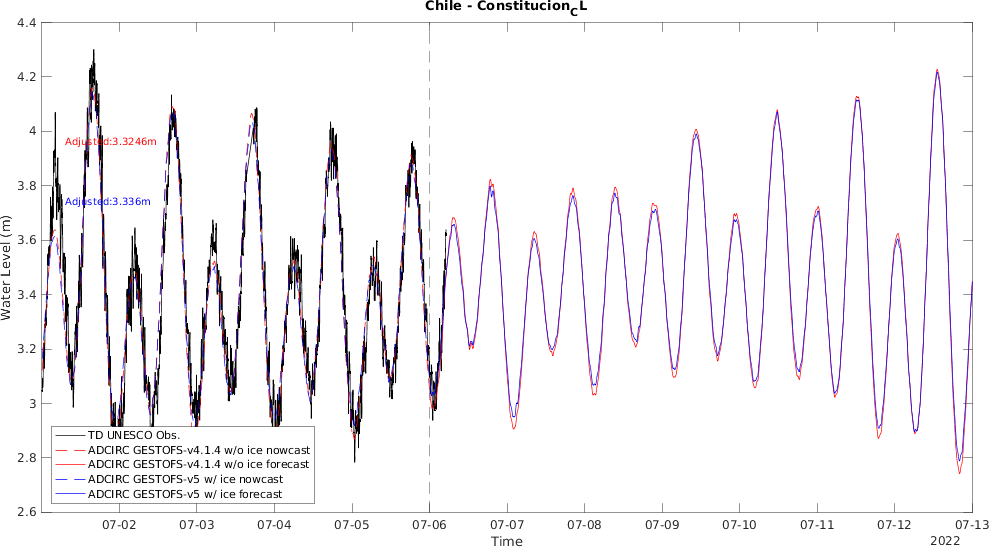 Chile - Constitucion_CL
4.4
4.2
4
3.8
3.6
3.4
3.2
3
2.8
2.6
Water Level (m)
Adjusted:3.3246m
Adjusted:3.336m
TD UNESCO Obs.
ADCIRC GESTOFS-v4.1.4 w/o ice nowcast
ADCIRC GESTOFS-v4.1.4 w/o ice forecast
ADCIRC GESTOFS-v5 w/ ice nowcast
ADCIRC GESTOFS-v5 w/ ice forecast
07-02 07-03 07-04 07-05 07-06 07-07 07-08 07-09 07-10 07-11 07-12 07-13
Time
2022